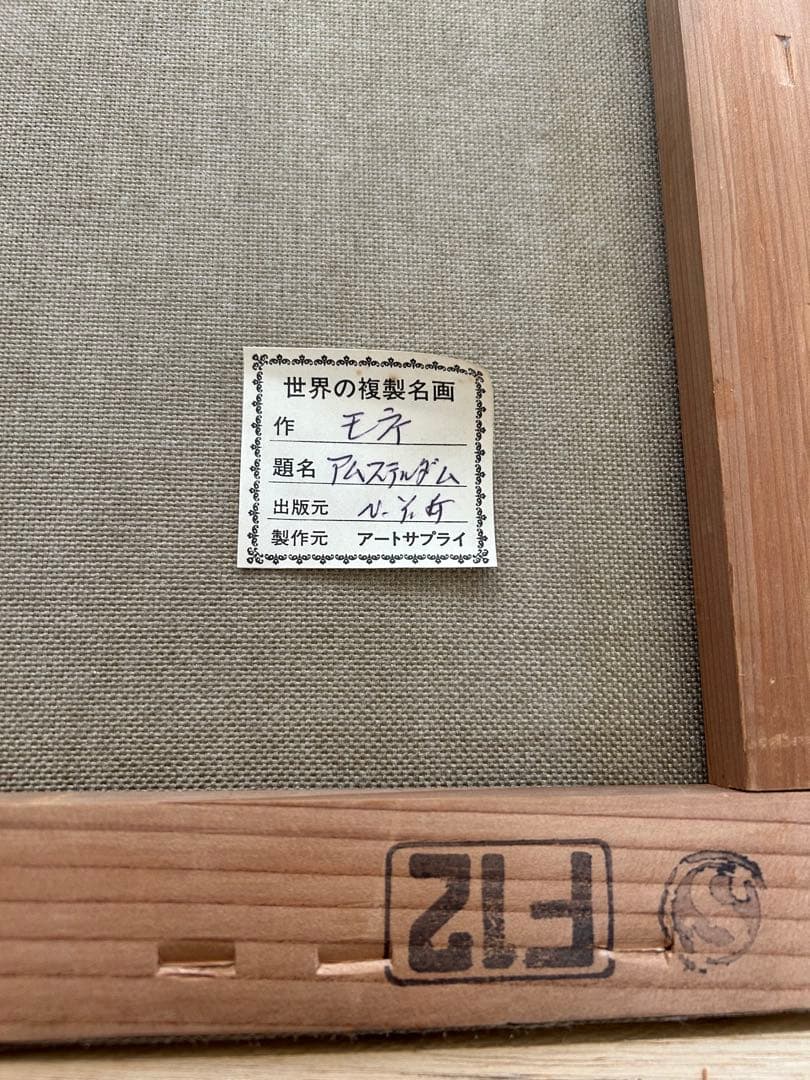 世界の複製名画
作 モネ
題名 アムステルダム
出版元 N.Y.
製作元 アートサプライ
F12